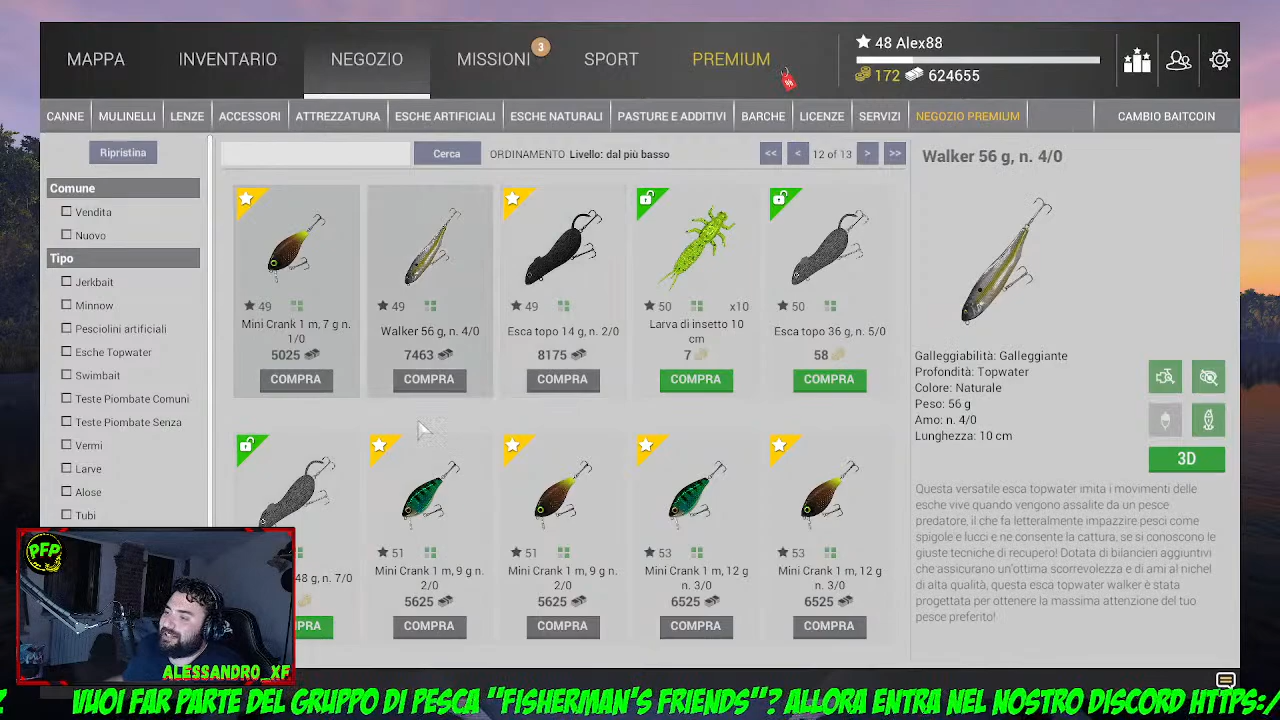 MAPPA INVENTARIO NEGOZIO MISSIONI 3 SPORT PREMIUM % 48 Alex88
172 624655
CANNE MULINELLI LENZE ACCESSORI ATTREZZATURA ESCHE ARTIFICIALI ESCHE NATURALI PASTURE E ADDITIVI BARCHE LICENZE SERVIZI NEGOZIO PREMIUM CAMBIO BAITCOIN
Ripristina
Comune
Vendita
Nuovo
Tipo
Jerkbait
Minnow
Pesciolini artificiali
Esche Topwater
Swimbait
Teste Piombate Comuni
Teste Piombate Senza
Vermi
Larve
Alose
Tubi
Cerca ORDINAMENTO Livello: dal più basso << < 12 of 13 > >>
49 49 49 50 x10 50
Mini Crank 1 m, 7 g n. 1/0
5025
COMPRA
Walker 56 g, n. 4/0
7463
COMPRA
Esca topo 14 g, n. 2/0
8175
COMPRA
Larva di insetto 10 cm
7
COMPRA
Esca topo 36 g, n. 5/0
58
COMPRA
48 g, n. 7/0
PRA
51
Mini Crank 1 m, 9 g n. 2/0
5625
COMPRA
51
Mini Crank 1 m, 9 g n. 2/0
5625
COMPRA
53
Mini Crank 1 m, 12 g n. 3/0
6525
COMPRA
53
Mini Crank 1 m, 12 g n. 3/0
6525
COMPRA
Walker 56 g, n. 4/0
Galleggiabilità: Galleggiante
Profondità: Topwater
Colore: Naturale
Peso: 56 g
Amo: n. 4/0
Lunghezza: 10 cm
3D
Questa versatile esca topwater imita i movimenti delle
esche vive quando vengono assalite da un pesce
predatore, il che fa letteralmente impazzire pesci come
spigole e lucci e ne consente la cattura, se si conoscono le
giuste tecniche di recupero! Dotata di bilancieri aggiuntivi
che assicurano un'ottima scorrevolezza e di ami al nichel
di alta qualità, questa esca topwater walker è stata
progettata per ottenere la massima attenzione del tuo
pesce preferito!
PFP
ALESSANDRO_XF
Z VUOI FAR PARTE DEL GRUPPO DI PESCA "FISHERMAN'S FRIENDS"? ALLORA ENTRA NEL NOSTRO DISCORD HTTPS:/